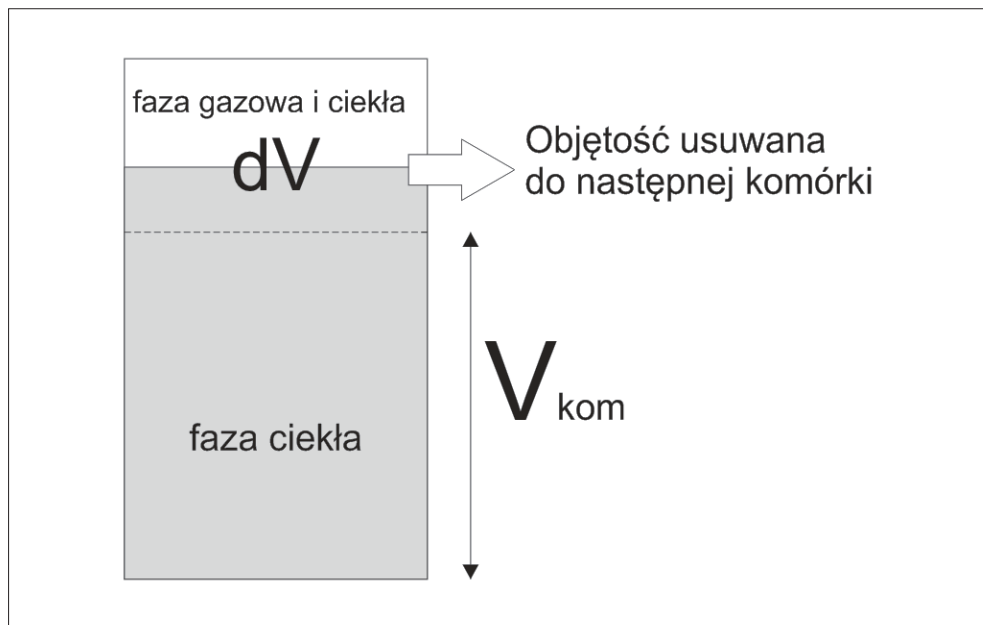 faza gazowa i ciekła
dV
Objętość usuwana
do następnej komórki
V kom
faza ciekła